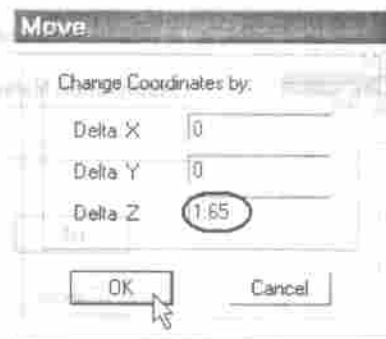 Move
Change Coordinates by:
Delta X 0
Delta Y 0
Delta Z 1.65
OK Cancel